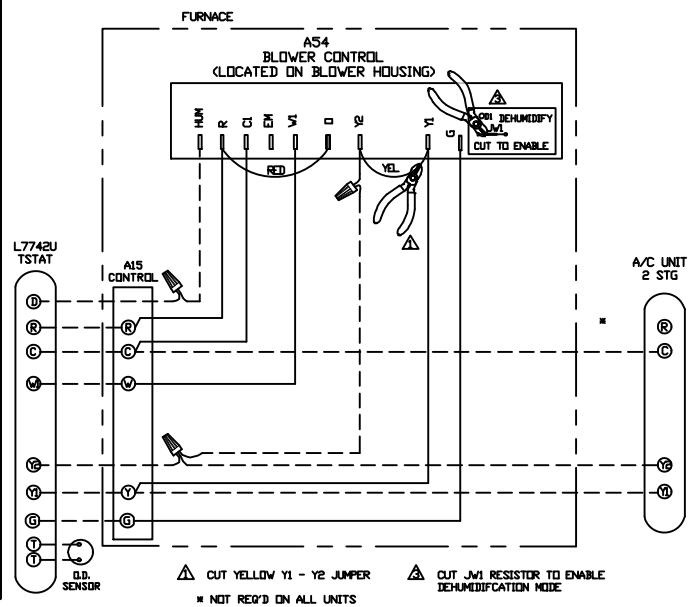 FURNACE
A54
BLOWER CONTROL
(LOCATED ON BLOWER HOUSING)
3
HUM
R
C1
EM
W1
O
Y2
Y1
G
OD1 DEHUMIDIFY
JW1
CUT TO ENABLE
RED
YEL
1
L7742U
TSTAT
A15
CONTROL
A/C UNIT
2 STG
D
R
R
*
R
C
C
C
W1
W
Y2
Y2
Y1
Y
Y1
G
G
T
T
O.D.
SENSOR
1 CUT YELLOW Y1 - Y2 JUMPER
3 CUT JW1 RESISTOR TO ENABLE
DEHUMIDIFCATION MODE
* NOT REQ'D ON ALL UNITS